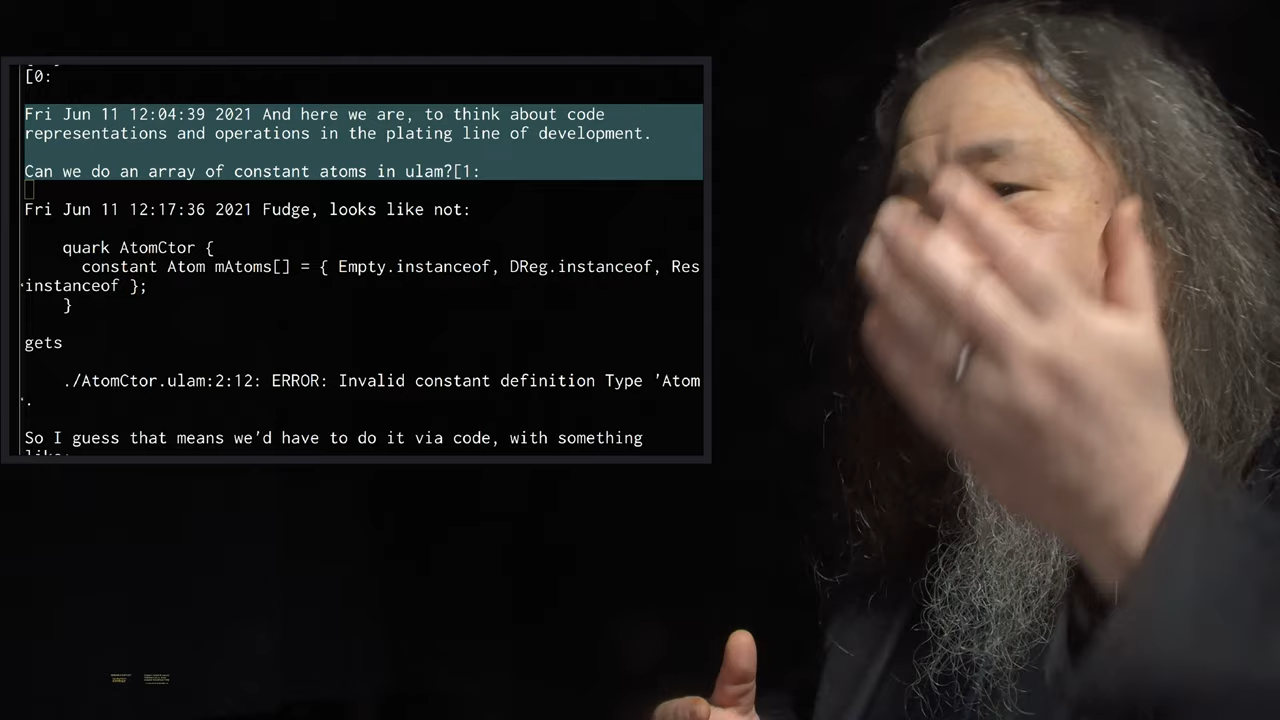 [0:
Fri Jun 11 12:04:39 2021 And here we are, to think about code
representations and operations in the plating line of development.
Can we do an array of constant atoms in ulam?[1:
Fri Jun 11 12:17:36 2021 Fudge, looks like not:
quark AtomCtor {
constant Atom mAtoms[] = { Empty.instanceof, DReg.instanceof, Res
instanceof };
}
gets
./AtomCtor.ulam:2:12: ERROR: Invalid constant definition Type 'Atom
.
So I guess that means we'd have to do it via code, with something
like: